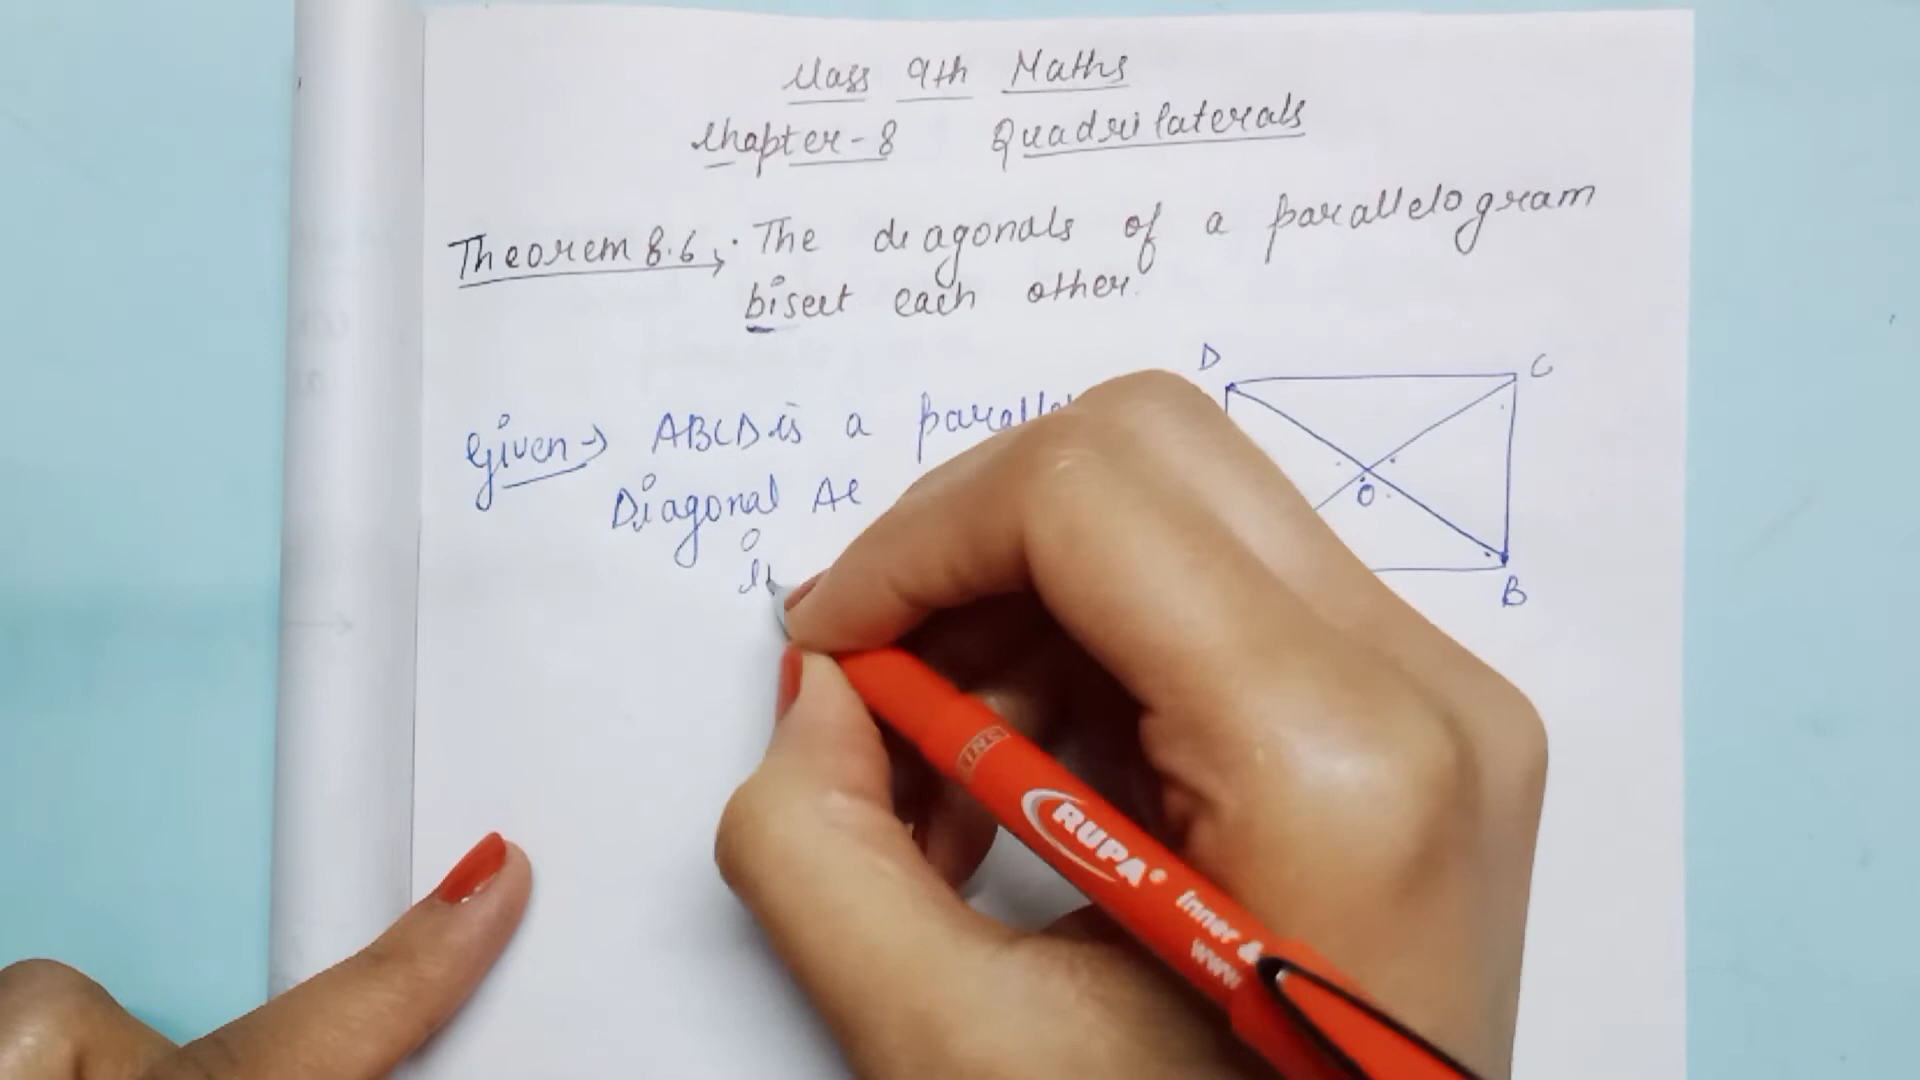 Class 9th Maths
Chapter-8 Quadrilaterals
Theorem 8.6 → The diagonals of a parallelogram
bisect each other.
Given → ABCD is a
Diagonal AC
D C
O
B
RUPA®
Inner &
www